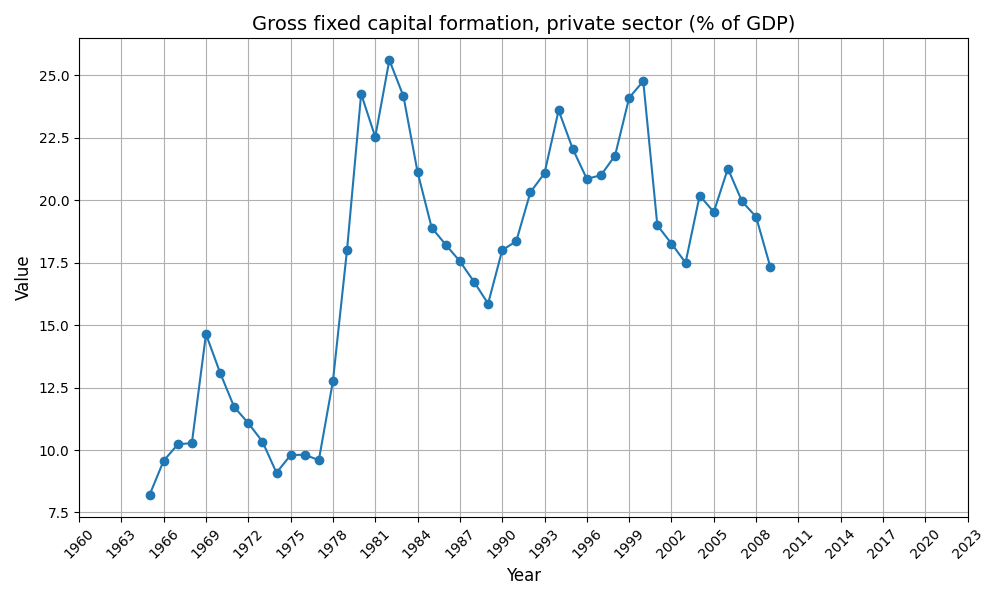 Gross fixed capital formation, private sector (% of GDP)
Value
25.0
22.5
20.0
17.5
15.0
12.5
10.0
7.5
1960 1963 1966 1969 1972 1975 1978 1981 1984 1987 1990 1993 1996 1999 2002 2005 2008 2011 2014 2017 2020 2023
Year